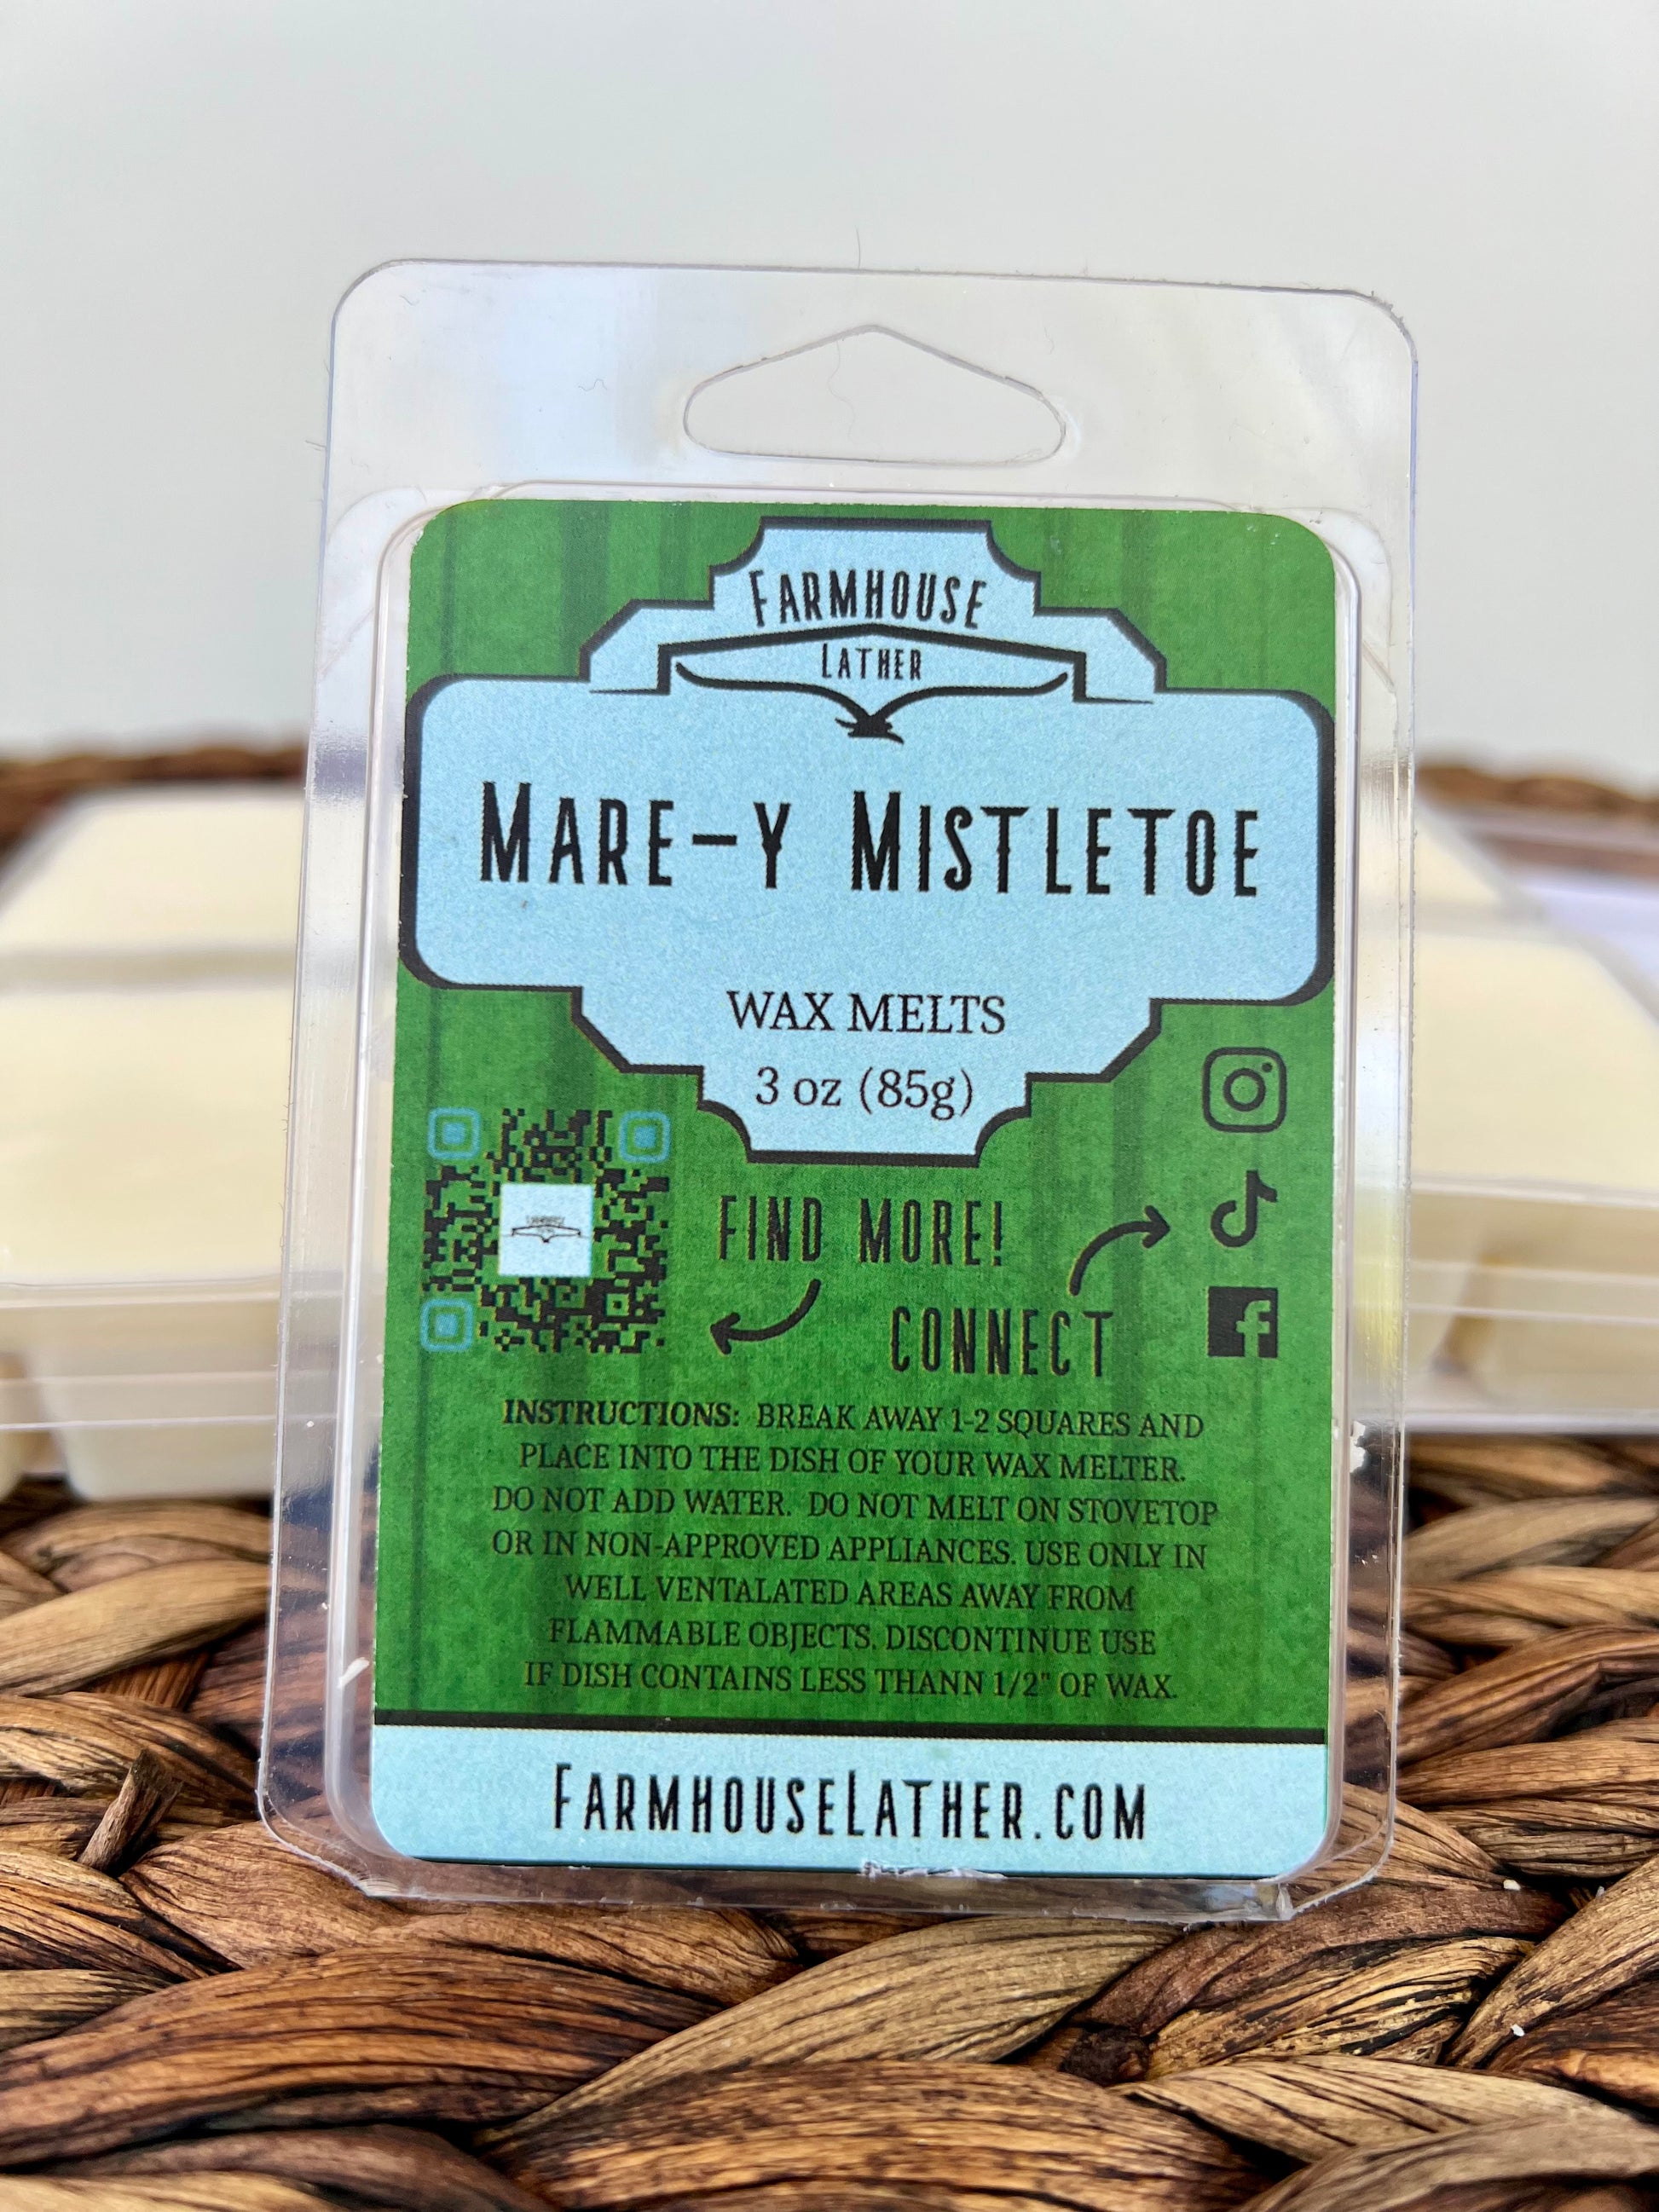 FARMHOUSE
LATHER
MARE-Y MISTLETOE
WAX MELTS
3 oz (85g)
FIND MORE!
CONNECT
INSTRUCTIONS: BREAK AWAY 1-2 SQUARES AND
PLACE INTO THE DISH OF YOUR WAX MELTER.
DO NOT ADD WATER. DO NOT MELT ON STOVETOP
OR IN NON-APPROVED APPLIANCES. USE ONLY IN
WELL VENTALATED AREAS AWAY FROM
FLAMMABLE OBJECTS. DISCONTINUE USE
IF DISH CONTAINS LESS THANN 1/2" OF WAX.
FARMHOUSELATHER.COM